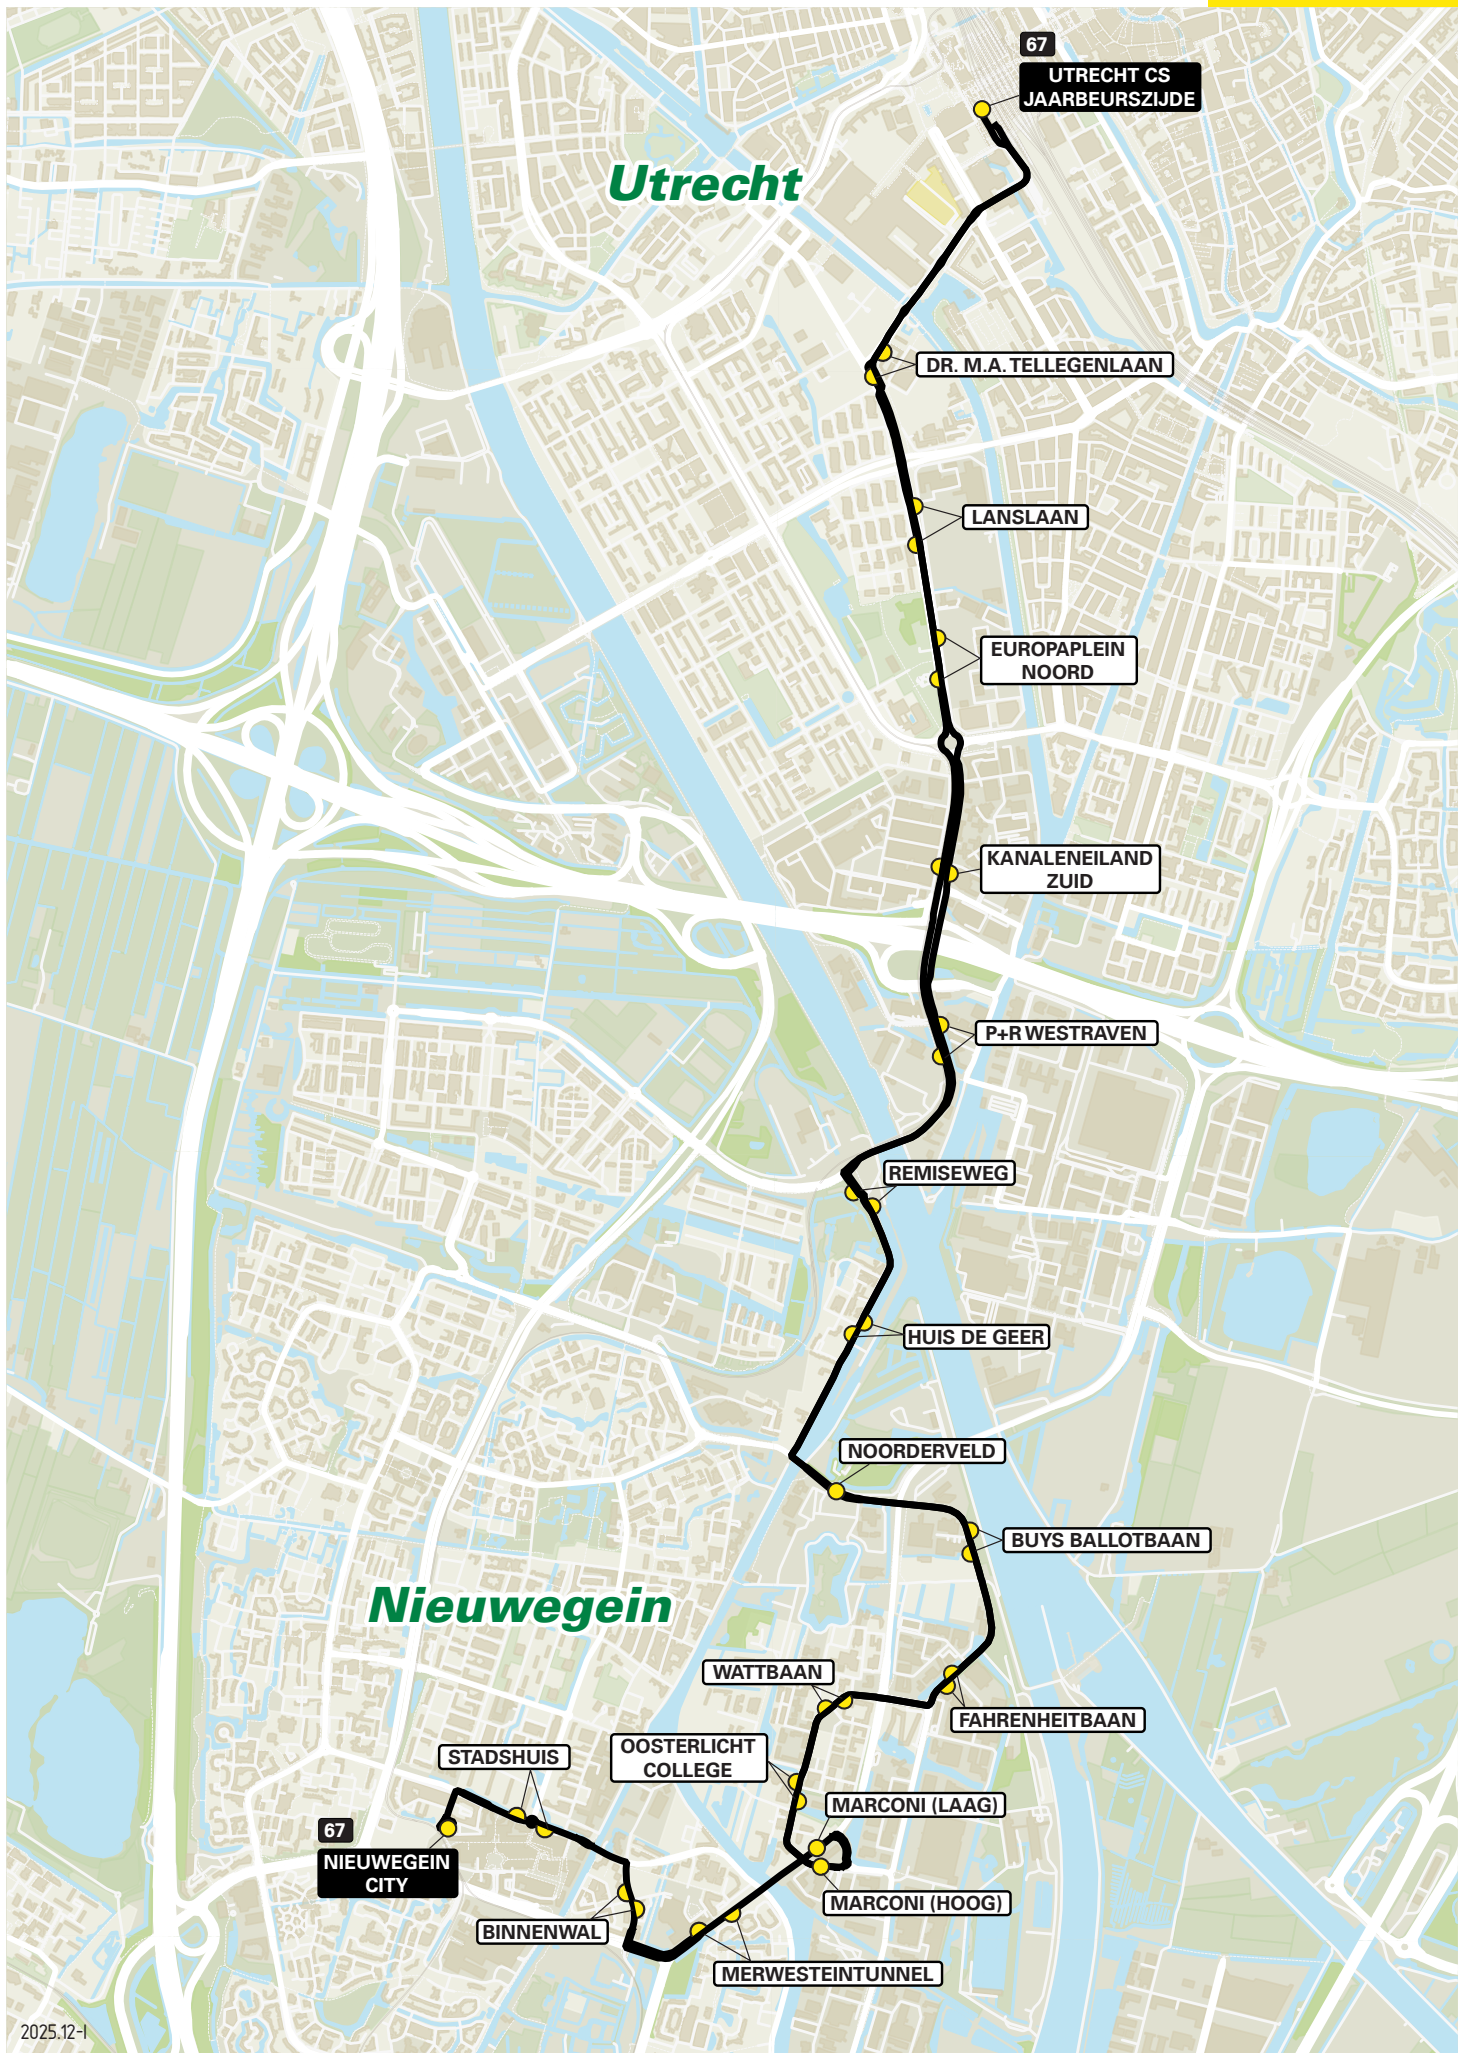 67
UTRECHT CS
JAARBEURSZIJDE
Utrecht
DR. M.A. TELLEGENLAAN
LANSLAAN
EUROPAPLEIN
NOORD
KANALENEILAND
ZUID
P+R WESTRAVEN
REMISEWEG
HUIS DE GEER
NOORDERVELD
BUYS BALLOTBAAN
Nieuwegein
WATTBAAN
FAHRENHEITBAAN
OOSTERLICHT
COLLEGE
STADSHUIS
MARCONI (LAAG)
67
NIEUWEGEIN
CITY
MARCONI (HOOG)
BINNENWAL
MERWESTEINTUNNEL
2025.12-I